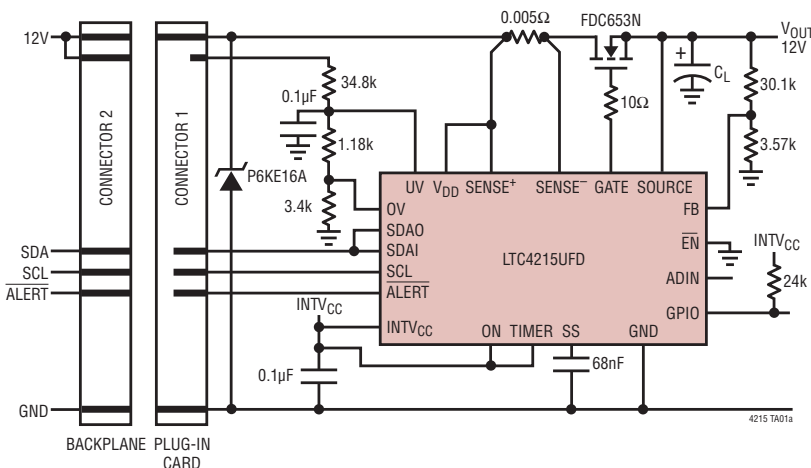 0.005Ω
FDC653N
12V
VOUT
12V
+
CL
34.8k
30.1k
0.1µF
10Ω
CONNECTOR 2
CONNECTOR 1
1.18k
3.57k
P6KE16A
UV
VDD
SENSE+
SENSE–
GATE
SOURCE
3.4k
OV
FB
SDAO
SDA
SDAI
EN
INTVCC
LTC4215UFD
SCL
SCL
ADIN
ALERT
ALERT
24k
INTVCC
GPIO
INTVCC
ON
TIMER
SS
GND
0.1µF
68nF
GND
4215 TA01a
BACKPLANE
PLUG-IN
CARD